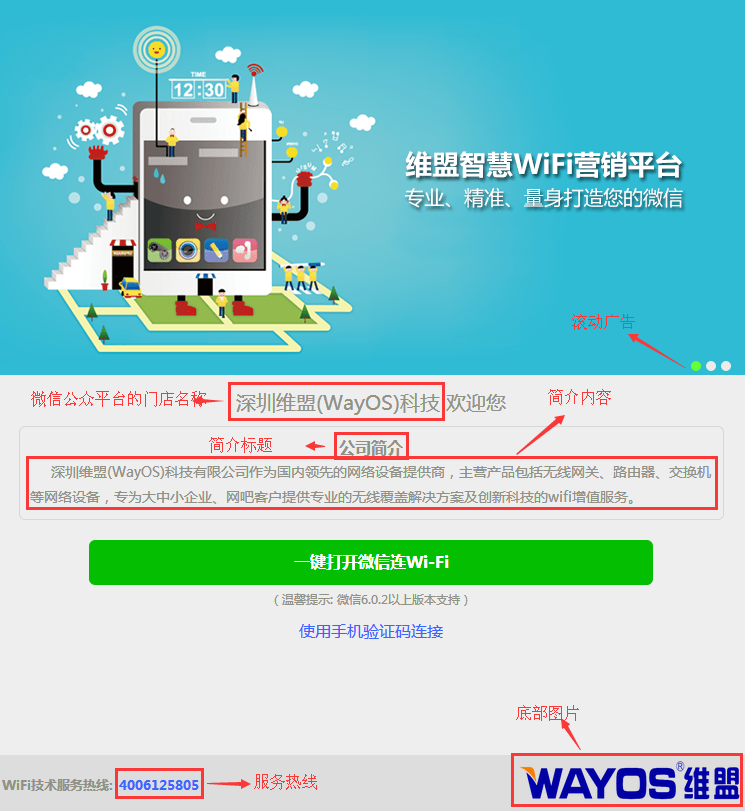 TIME
12:30
维盟智慧WiFi营销平台
专业、精准、量身打造您的微信
滚动广告
微信公众平台的门店名称
深圳维盟(WayOS)科技 欢迎您
简介内容
简介标题
公司简介
深圳维盟(WayOS)科技有限公司作为国内领先的网络设备提供商，主营产品包括无线网关、路由器、交换机
等网络设备，专为大中小企业、网吧客户提供专业的无线覆盖解决方案及创新科技的wifi增值服务。
一键打开微信连Wi-Fi
( 温馨提示: 微信6.0.2以上版本支持 )
使用手机验证码连接
底部图片
WiFi技术服务热线: 4006125805
服务热线
WAYOS®维盟